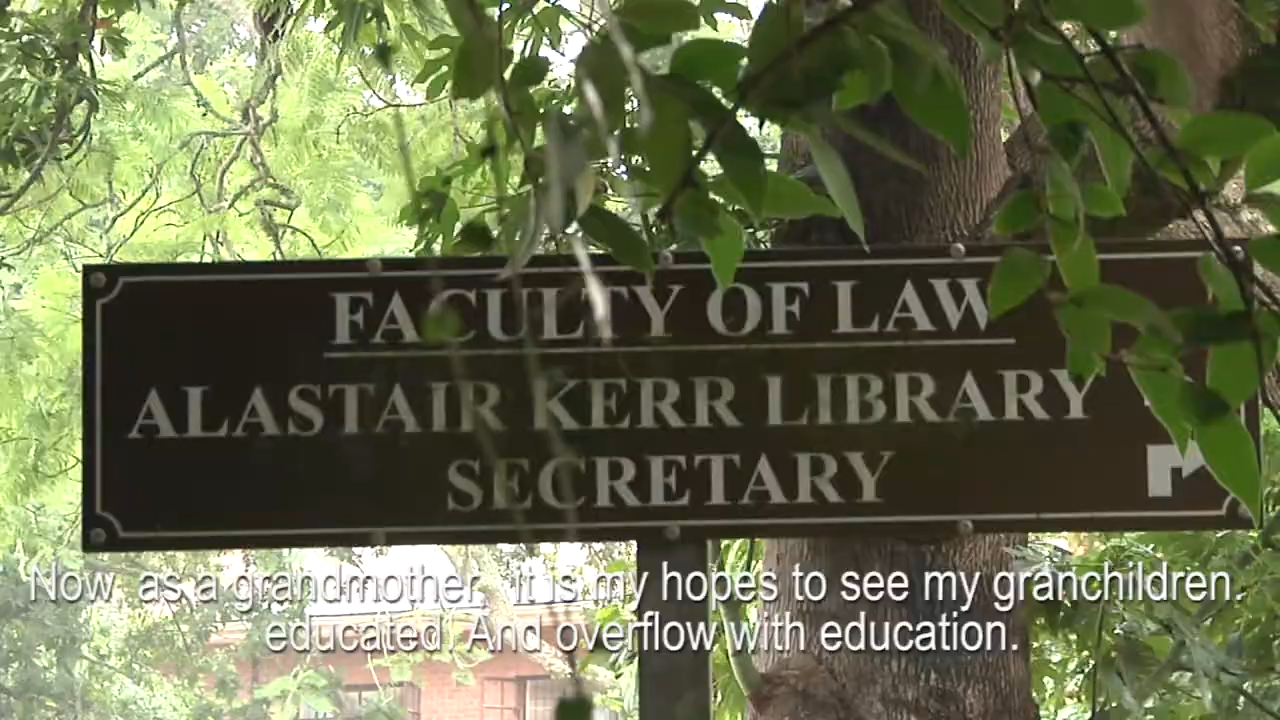 FACULTY OF LAW
ALASTAIR KERR LIBRARY
SECRETARY
Now, as a grandmother, it is my hopes to see my granchildren.
educated. And overflow with education.